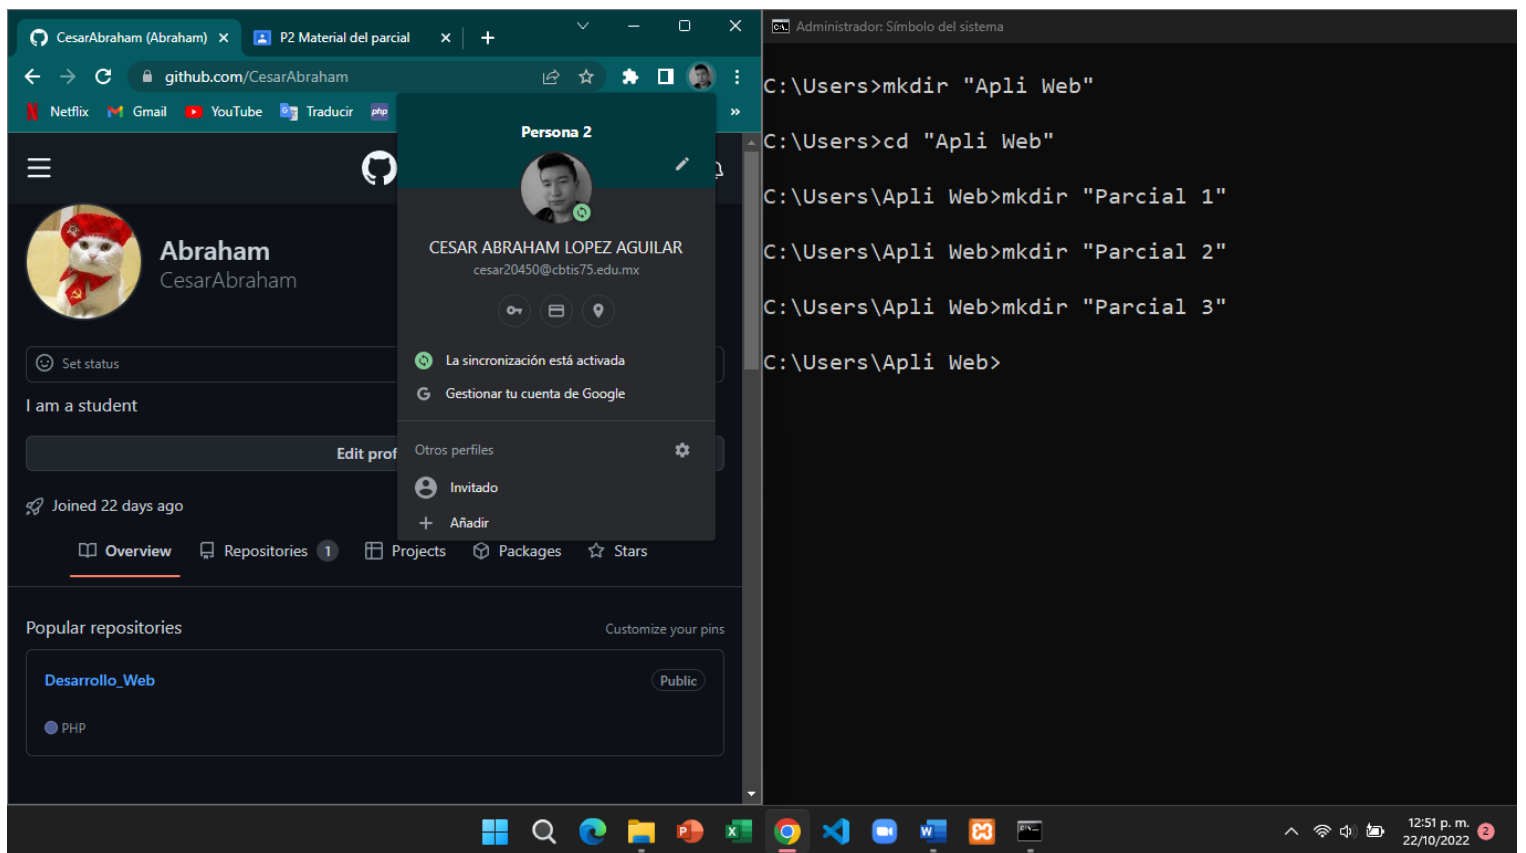 CesarAbraham (Abraham)
P2 Material del parcial
github.com/CesarAbraham
Netflix
Gmail
YouTube
Traducir
php
»
Persona 2
CESAR ABRAHAM LOPEZ AGUILAR
cesar20450@cbtis75.edu.mx
La sincronización está activada
Gestionar tu cuenta de Google
Otros perfiles
Invitado
Añadir
Abraham
CesarAbraham
Set status
I am a student
Edit prof
Joined 22 days ago
Overview Repositories 1 Projects Packages Stars
Popular repositories Customize your pins
Desarrollo_Web Public
PHP
Administrador: Símbolo del sistema
C:\Users>mkdir "Apli Web"
C:\Users>cd "Apli Web"
C:\Users\Apli Web>mkdir "Parcial 1"
C:\Users\Apli Web>mkdir "Parcial 2"
C:\Users\Apli Web>mkdir "Parcial 3"
C:\Users\Apli Web>
12:51 p. m.
22/10/2022
2